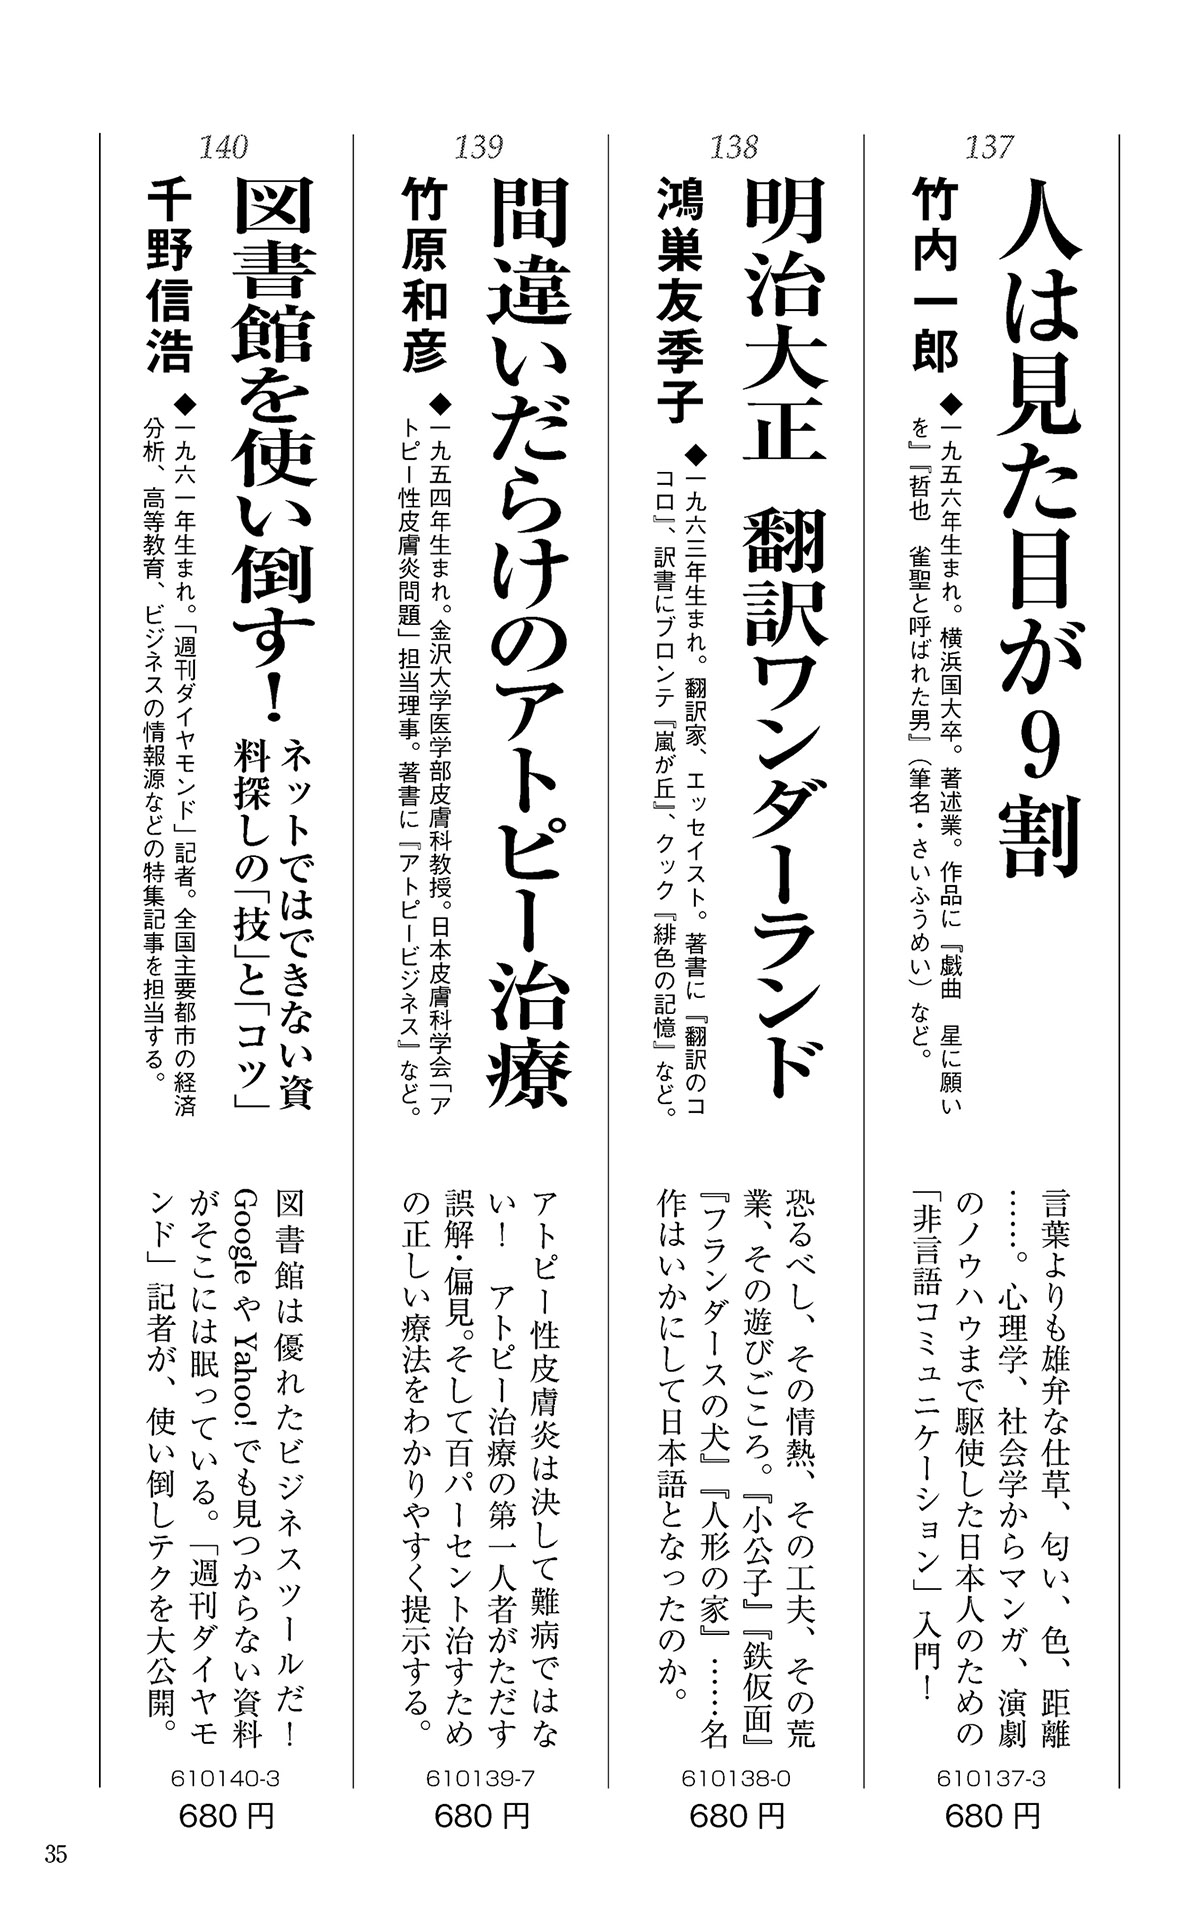 137
人は見た目が9割
竹内一郎
◆一九五六年生まれ。横浜国大卒。著述業。作品に『戯曲　星に願い
を』『哲也　雀聖と呼ばれた男』（筆名・さいふうめい）など。
言葉よりも雄弁な仕草、匂い、色、距離
……。心理学、社会学からマンガ、演劇
のノウハウまで駆使した日本人のための
「非言語コミュニケーション」入門！
610137-3
680円
138
明治大正 翻訳ワンダーランド
鴻巣友季子
◆一九六三年生まれ。翻訳家、エッセイスト。著書に『翻訳のココ
コロ』、訳書にブロンテ『嵐が丘』、クック『緋色の記憶』など。
恐るべし、その情熱、その工夫、その荒
業、その遊びごころ。『小公子』『鉄仮面』
『フランダースの犬』『人形の家』……名
作はいかにして日本語となったのか。
610138-0
680円
139
間違いだらけのアトピー治療
竹原和彦
◆一九五四年生まれ。金沢大学医学部皮膚科教授。日本皮膚科学会「ア
トピー性皮膚炎問題」担当理事。著書に『アトピービジネス』など。
アトピー性皮膚炎は決して難病ではな
い！　アトピー治療の第一人者がただす
誤解・偏見。そして百パーセント治すため
の正しい療法をわかりやすく提示する。
610139-7
680円
140
図書館を使い倒す！
ネットではできない資
料探しの「技」と「コツ」
千野信浩
◆一九六一年生まれ。「週刊ダイヤモンド」記者。全国主要都市の経済
分析、高等教育、ビジネスの情報源などの特集記事を担当する。
図書館は優れたビジネスツールだ！
GoogleやYahoo!でも見つからない資料
がそこには眠っている。「週刊ダイヤモ
ンド」記者が、使い倒しテクを大公開。
610140-3
680円
35